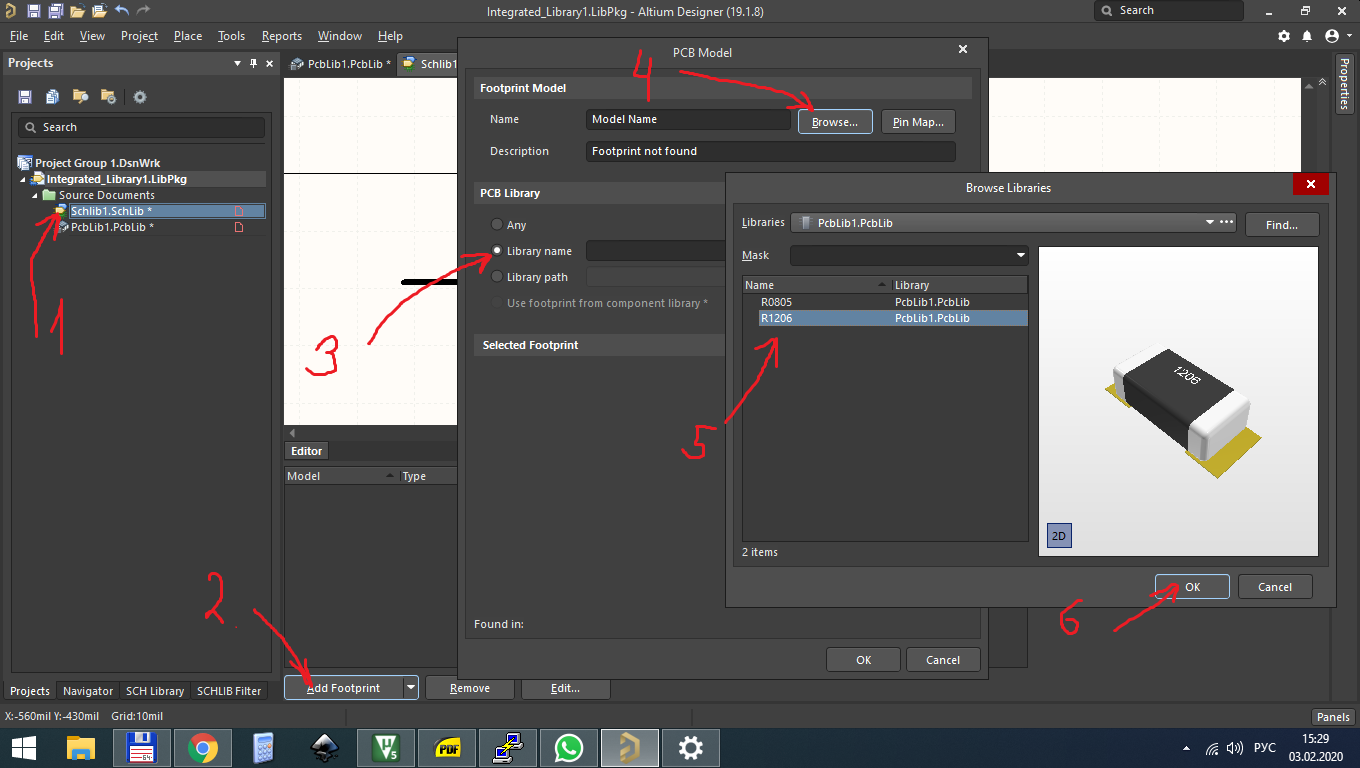 Integrated_Library1.LibPkg - Altium Designer (19.1.8)
Search
File Edit View Project Place Tools Reports Window Help
Projects
PcbLib1.PcbLib *
Schlib1
Search
Project Group 1.DsnWrk
Integrated_Library1.LibPkg
Source Documents
Schlib1.SchLib *
PcbLib1.PcbLib *
1
2
3
4
5
6
Editor
Model Type
Add Footprint Remove Edit...
PCB Model
Footprint Model
Name Model Name Browse... Pin Map...
Description Footprint not found
PCB Library
Any
Library name
Library path
Use footprint from component library *
Selected Footprint
Found in:
OK Cancel
Browse Libraries
Libraries PcbLib1.PcbLib Find...
Mask
Name Library
R0805 PcbLib1.PcbLib
R1206 PcbLib1.PcbLib
1206
2D
2 items
OK Cancel
Properties
Projects Navigator SCH Library SCHLIB Filter
X:-560mil Y:-430mil Grid:10mil
Panels
64
5
PDF
РУС
15:29
03.02.2020